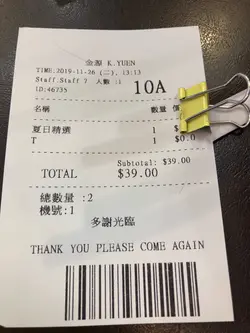 金源 K.YUEN
TIME:2019-11-26 (二), 13:13
Staff:Staff 7 人數 :1
ID:46735
10A
名稱 數量 價
夏日精選 1 $
T 1 $0.0
Subtotal: $39.00
TOTAL $39.00
總數量 :2
機號:1
多謝光臨
THANK YOU PLEASE COME AGAIN